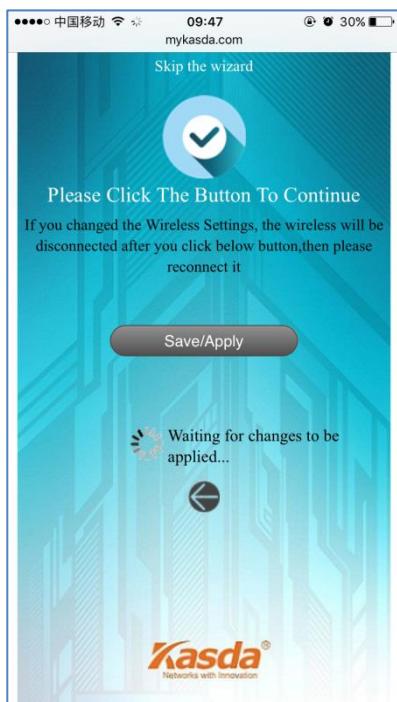 中国移动 09:47 30%
mykasda.com
Skip the wizard
Please Click The Button To Continue
If you changed the Wireless Settings, the wireless will be
disconnected after you click below button,then please
reconnect it
Save/Apply
Waiting for changes to be
applied...
Kasda®
Networks with Innovation